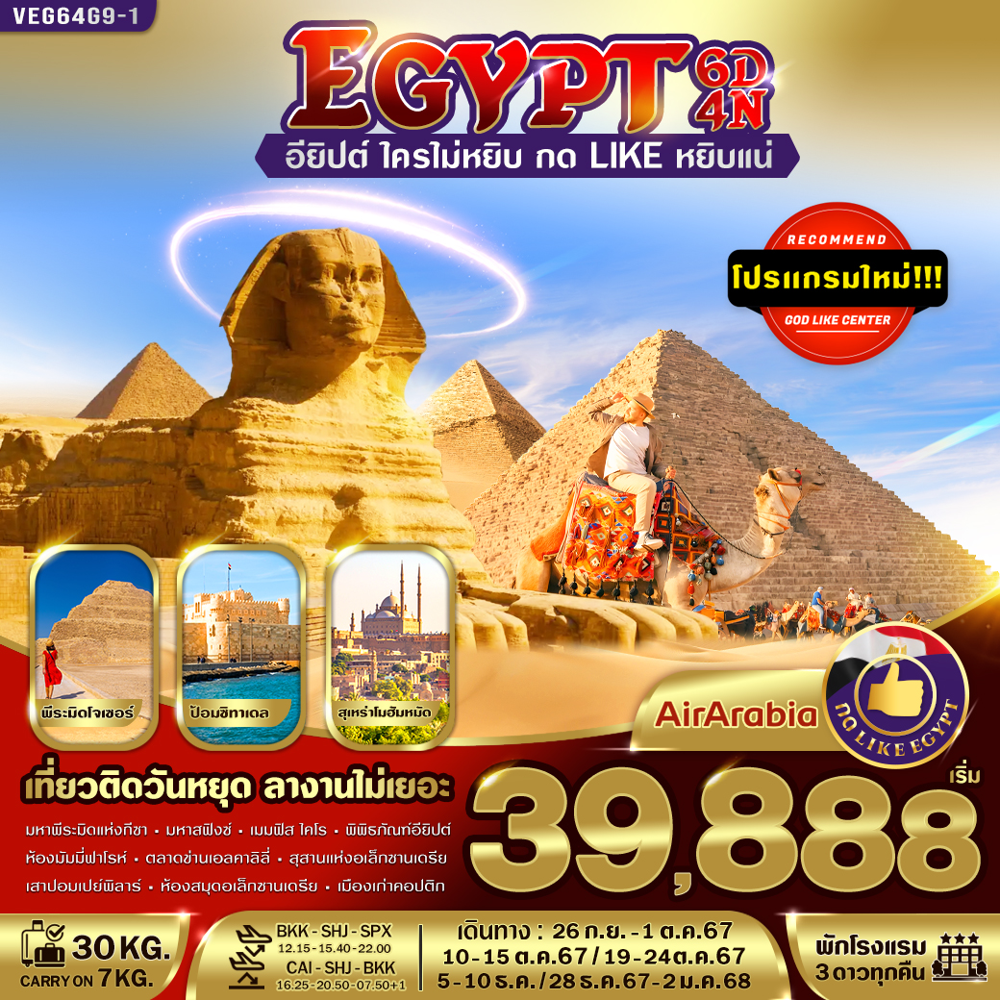 VEG64G9-1
EGYPT 6D 4N
อียิปต์ ใครไม่หยิบ กด LIKE หยิบแน่
RECOMMEND
โปรแกรมใหม่!!!
GOD LIKE CENTER
พีระมิดโจเซอร์
ป้อมซิทาเดล
สุเหร่าโมฮัมหมัด
AirArabia
กด LIKE EGYPT
เที่ยวติดวันหยุด ลางานไม่เยอะ
เริ่ม
39,888
มหาพีระมิดแห่งกีซา • มหาสฟิงซ์ • เมมฟิส ไคโร • พิพิธภัณฑ์อียิปต์
ห้องมัมมี่ฟาโรห์ • ตลาดข่านเอลคาลิลี่ • สุสานแห่งอเล็กซานเดรีย
เสาปอมเปย์พิลาร์ • ห้องสมุดอเล็กซานเดรีย • เมืองเก่าคอปติก
30 KG.
CARRY ON 7 KG.
BKK - SHJ - SPX
12.15 - 15.40 - 22.00
CAI - SHJ - BKK
16.25 - 20.50 - 07.50+1
เดินทาง : 26 ก.ย. - 1 ต.ค. 67
10 - 15 ต.ค. 67 / 19 - 24 ต.ค. 67
5 - 10 ธ.ค. / 28 ธ.ค. 67 - 2 ม.ค. 68
พักโรงแรม
3 ดาวทุกคืน